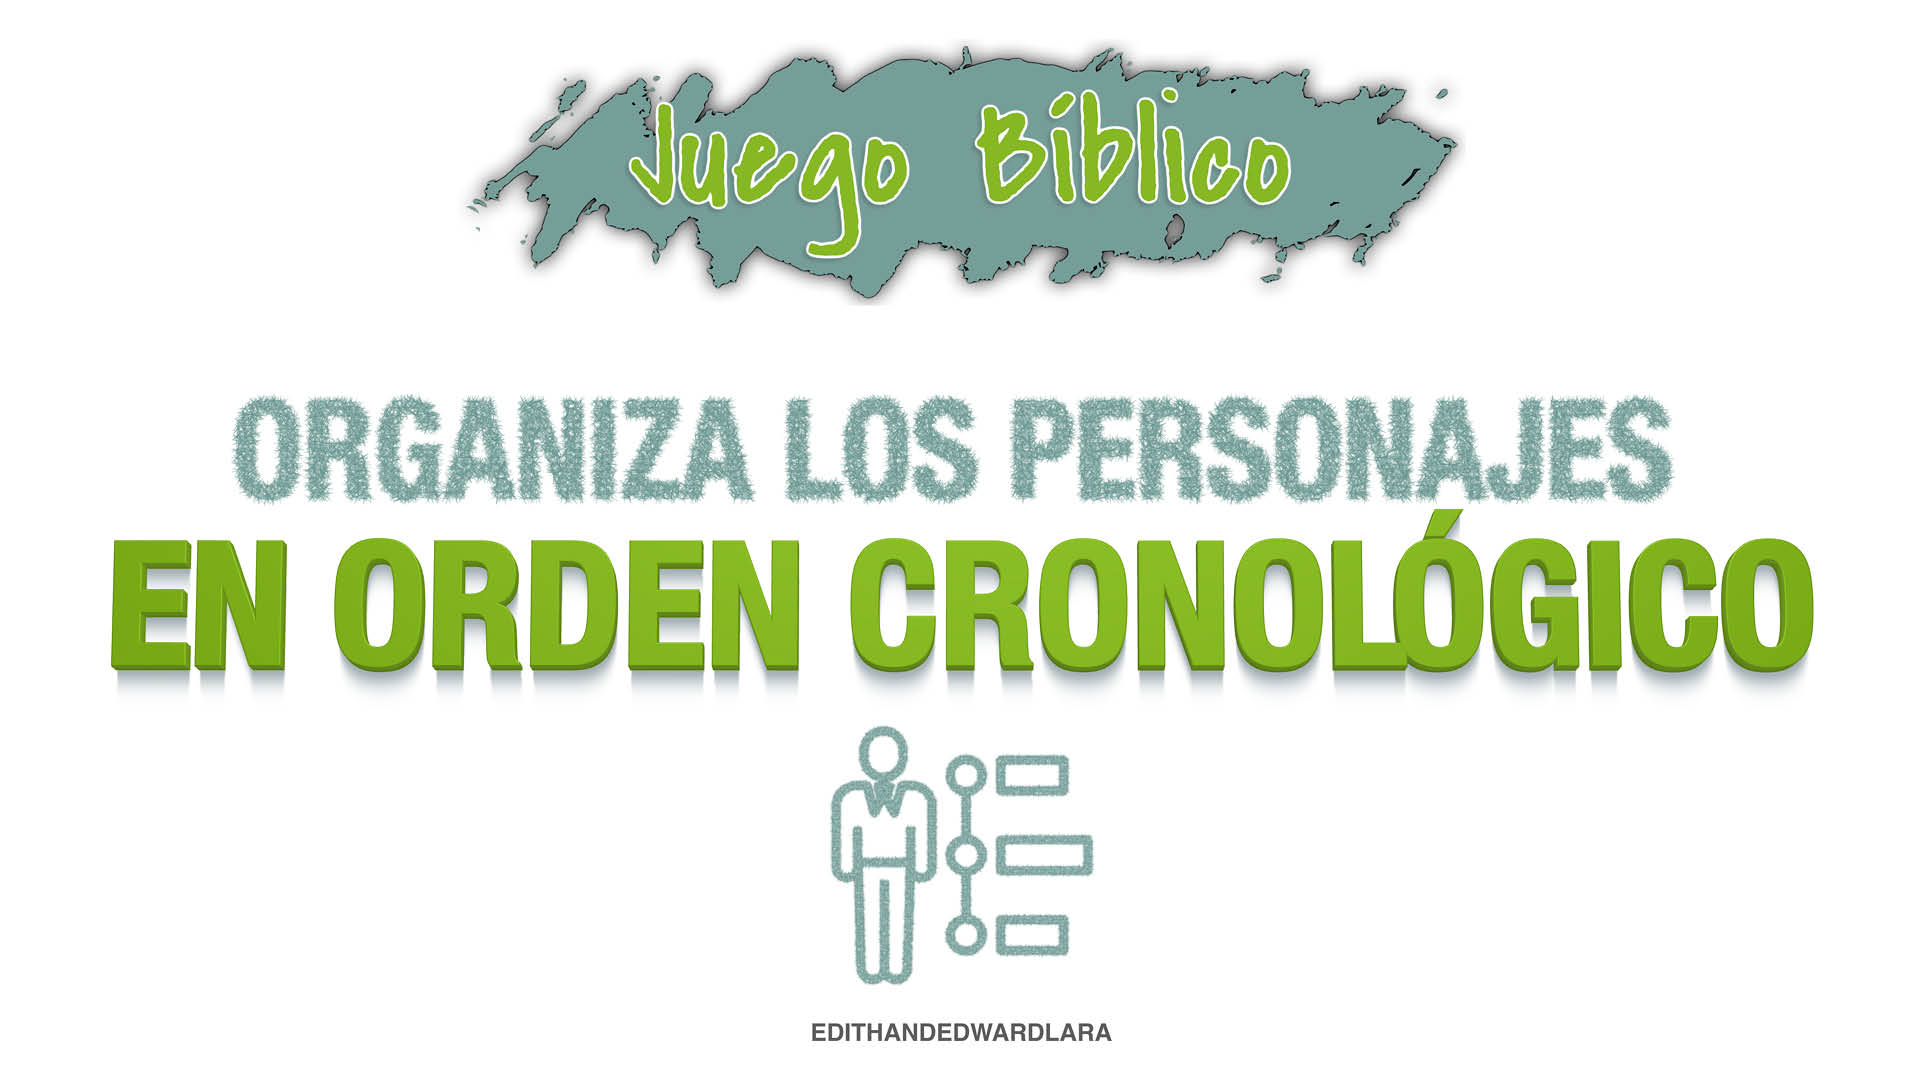 Juego Bíblico
ORGANIZA LOS PERSONAJES
EN ORDEN CRONOLÓGICO
EDITHANDEDWARDLARA